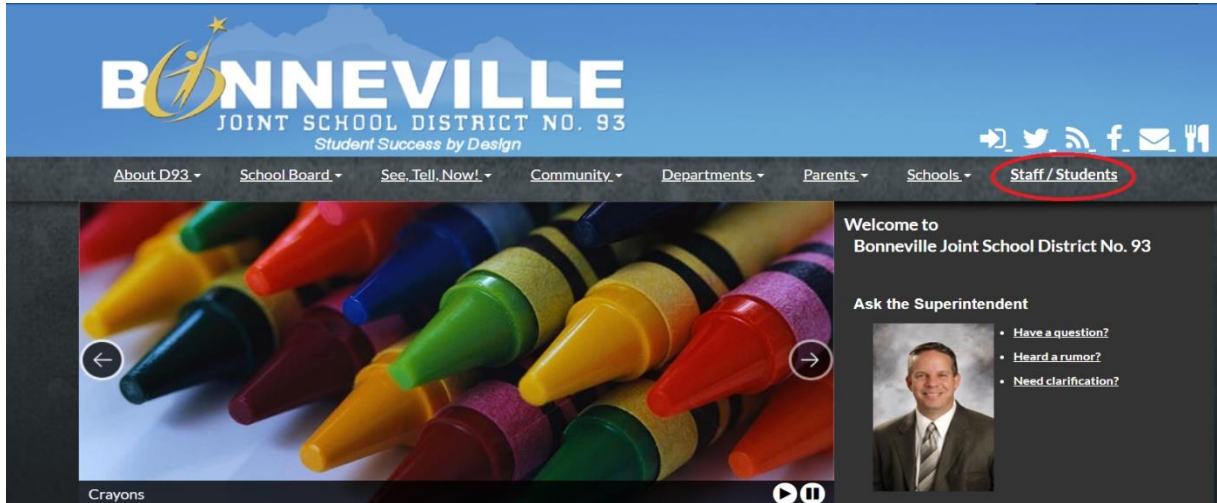 BONNEVILLE
JOINT SCHOOL DISTRICT NO. 93
Student Success by Design
About D93 School Board See, Tell, Now! Community Departments Parents Schools Staff / Students
Welcome to
Bonneville Joint School District No. 93
Ask the Superintendent
Have a question?
Heard a rumor?
Need clarification?
Crayons